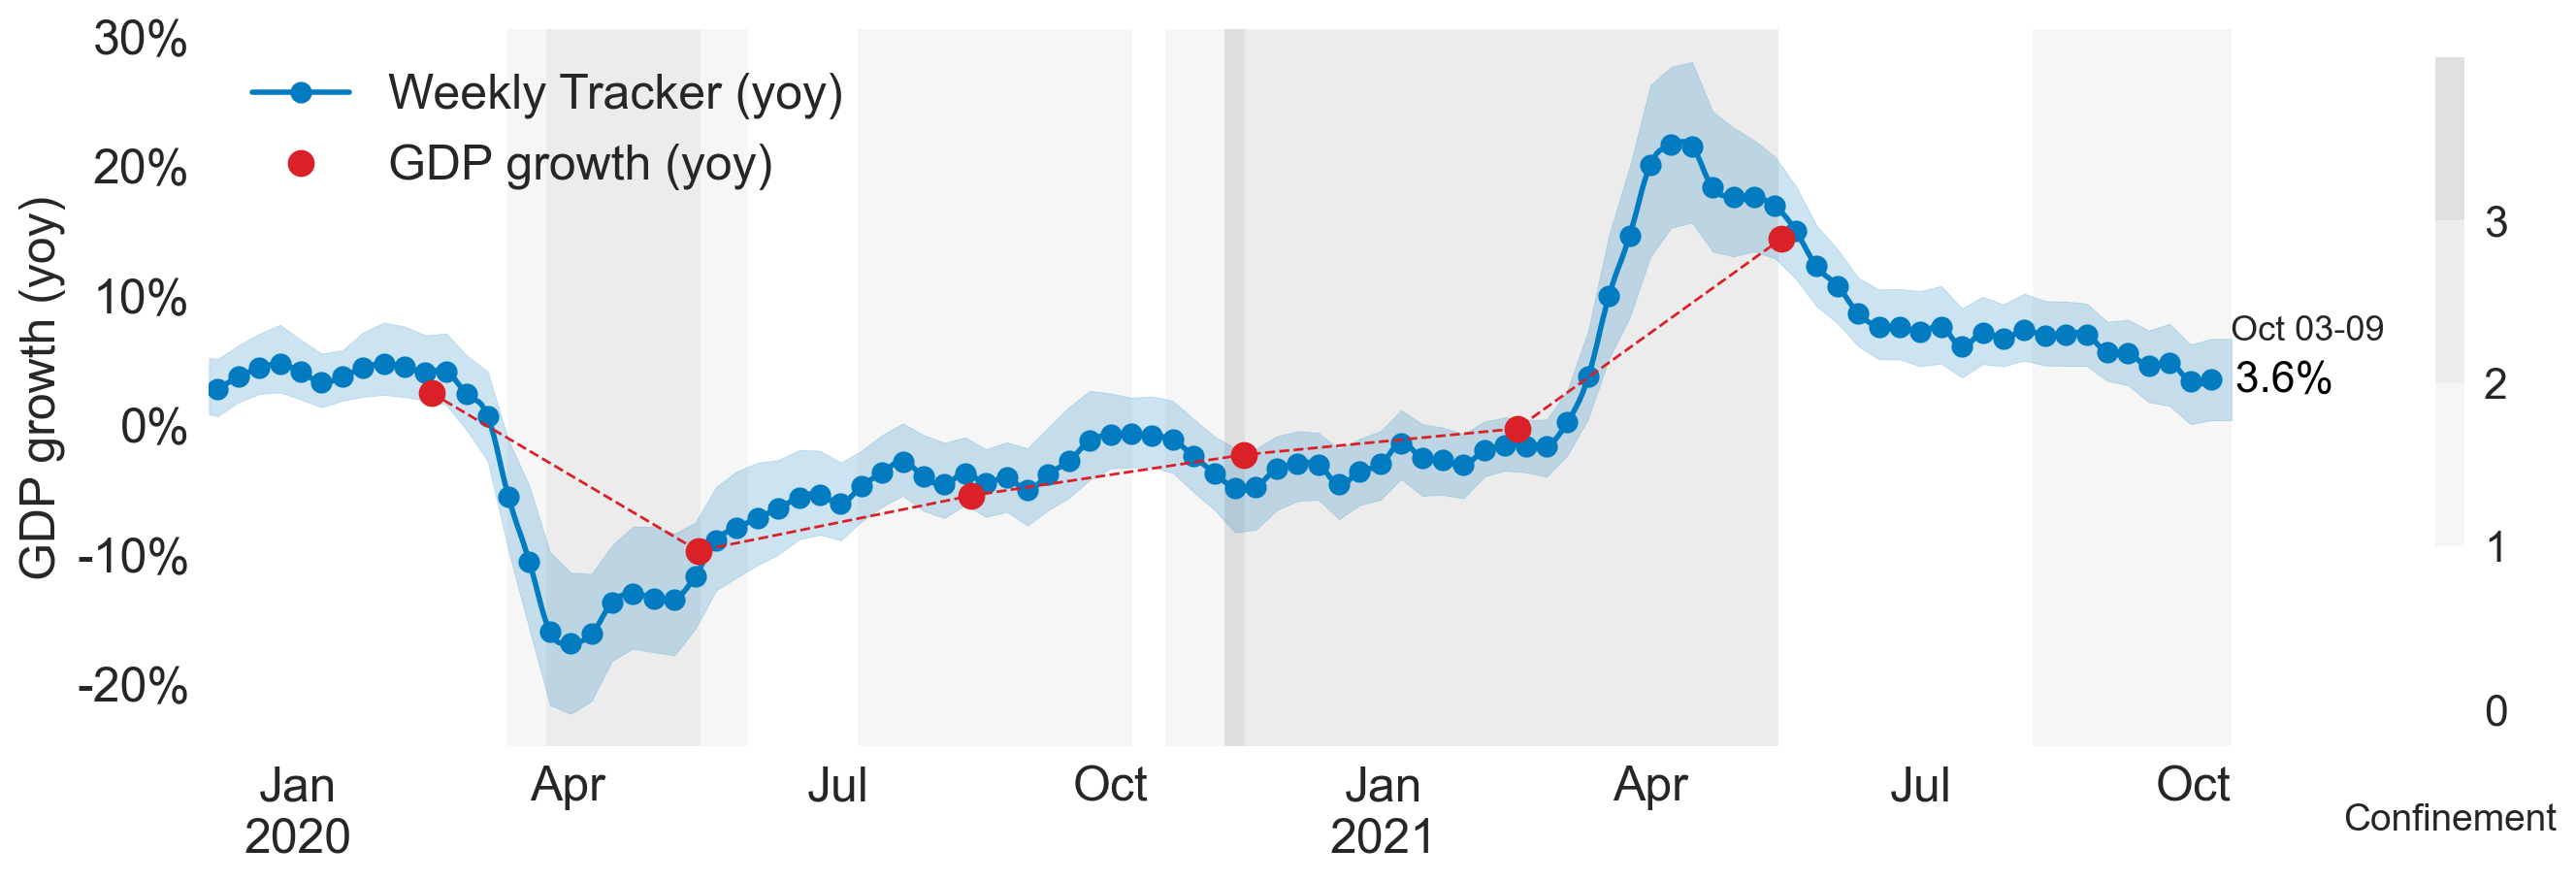 30%
20%
10%
0%
-10%
-20%
GDP growth (yoy)
Weekly Tracker (yoy)
GDP growth (yoy)
Oct 03-09
3.6%
3
2
1
0
Confinement
Jan Apr Jul Oct Jan Apr Jul Oct
2020 2021